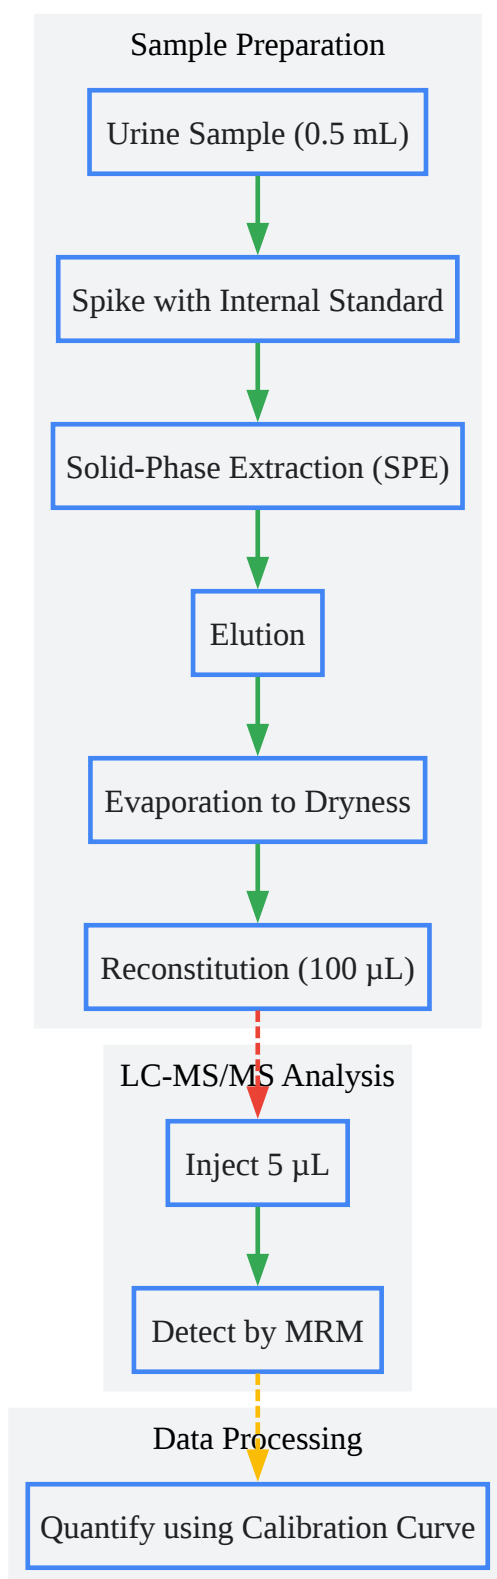 Sample Preparation
Urine Sample (0.5 mL)
Spike with Internal Standard
Solid-Phase Extraction (SPE)
Elution
Evaporation to Dryness
Reconstitution (100 µL)
LC-MS/MS Analysis
Inject 5 µL
Detect by MRM
Data Processing
Quantify using Calibration Curve